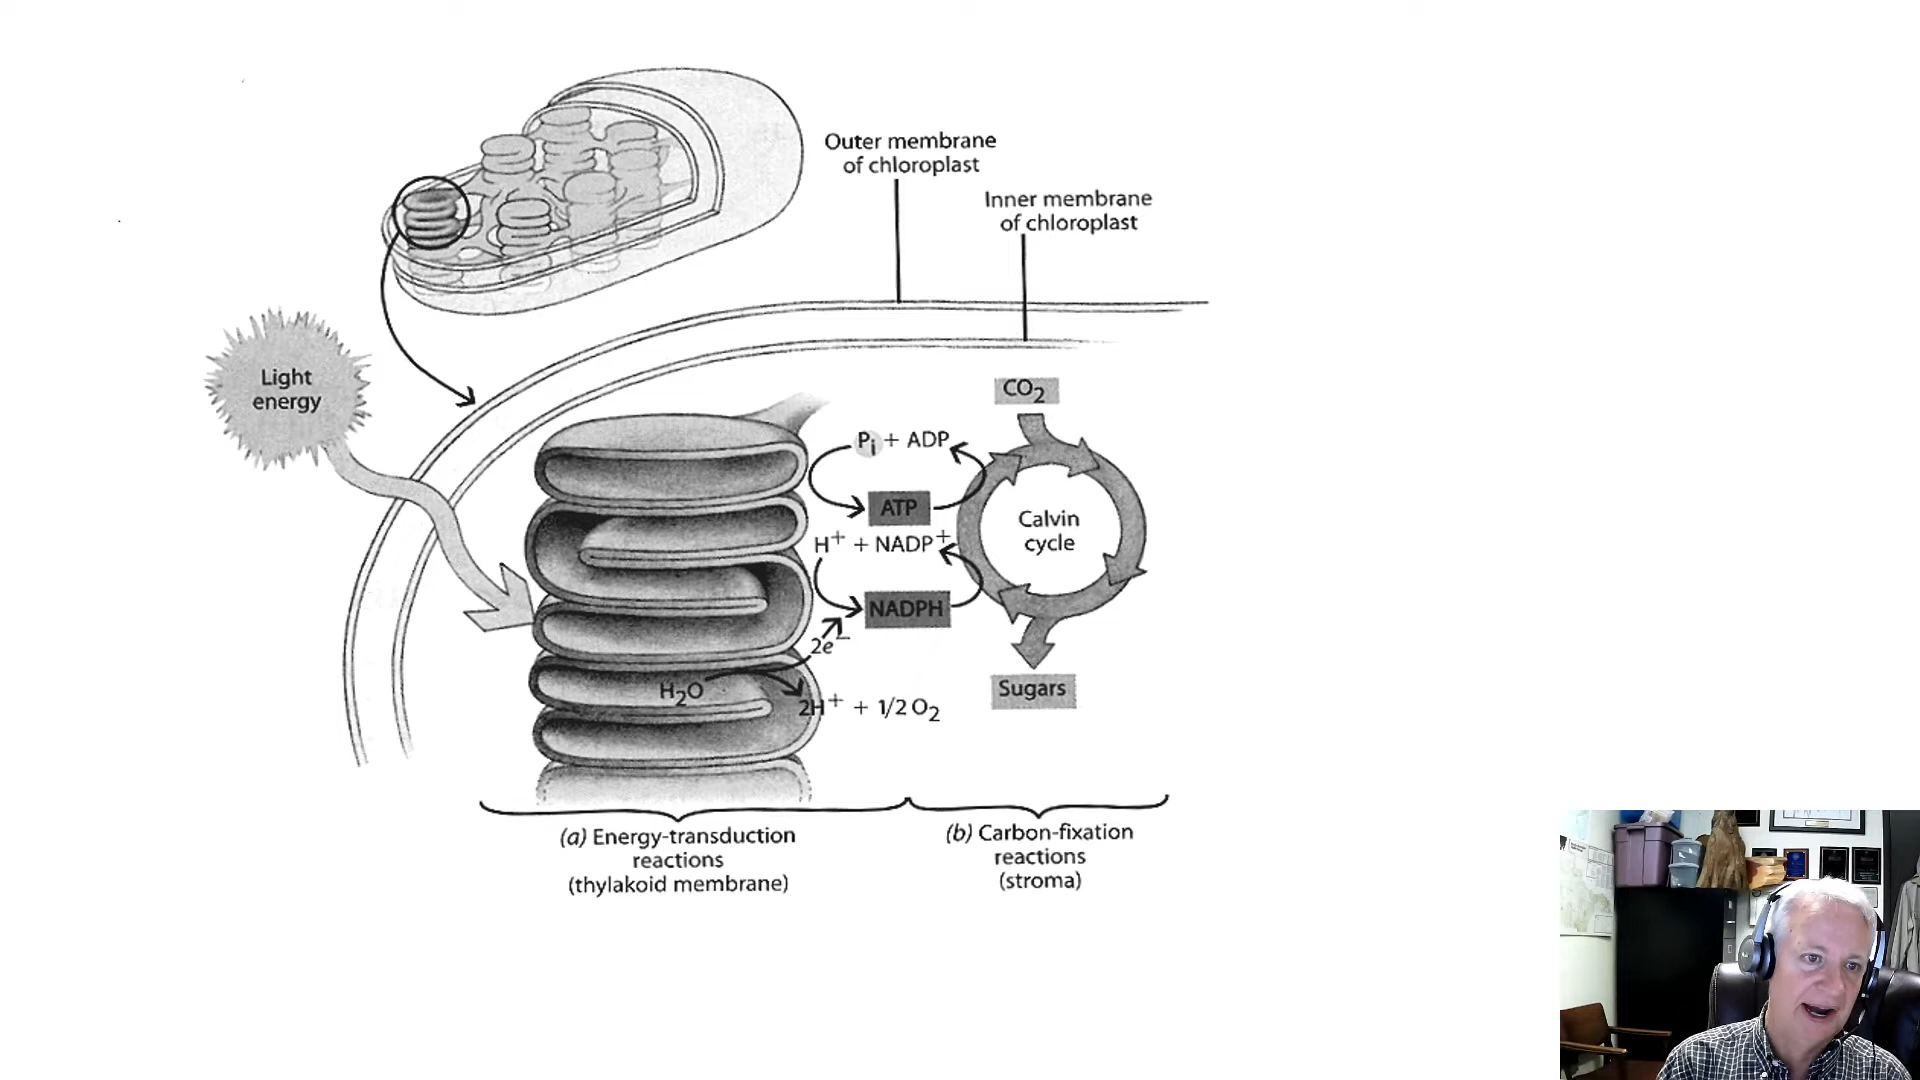 Outer membrane
of chloroplast
Inner membrane
of chloroplast
Light
energy
CO₂
Pi + ADP
ATP
Calvin
cycle
H⁺ + NADP⁺
NADPH
2e⁻
H₂O
2H⁺ + 1/2 O₂
Sugars
(a) Energy-transduction
reactions
(thylakoid membrane)
(b) Carbon-fixation
reactions
(stroma)